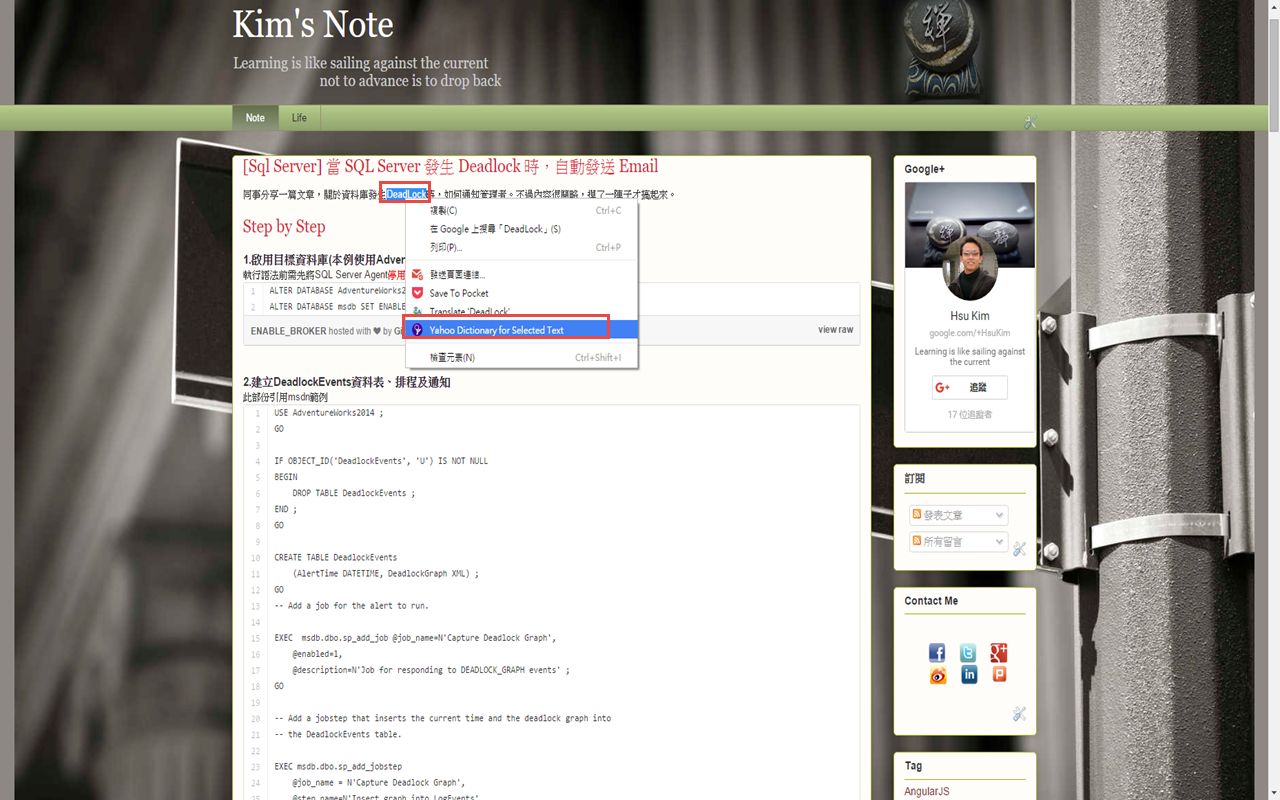 Kim's Note
Learning is like sailing against the current
not to advance is to drop back
Note
Life
[Sql Server] 當 SQL Server 發生 Deadlock 時，自動發送 Email
同事分享一篇文章，關於資料庫發生DeadLock時，如何通知管理者。不過內容很簡略，摸了一陣子才搞起來。
Step by Step
1.啟用目標資料庫(本例使用Adven
執行語法前需先將SQL Server Agent停用
1 ALTER DATABASE AdventureWorks2
2 ALTER DATABASE msdb SET ENABLE
ENABLE_BROKER hosted with ❤ by Gi
view raw
複製(C) Ctrl+C
在 Google 上搜尋「DeadLock」(S)
列印(P)... Ctrl+P
發送頁面連結...
Save To Pocket
Translate 'DeadLock'
Yahoo Dictionary for Selected Text
檢查元素(N) Ctrl+Shift+I
2.建立DeadlockEvents資料表、排程及通知
此部份引用msdn範例
1 USE AdventureWorks2014 ;
2 GO
3
4 IF OBJECT_ID('DeadlockEvents', 'U') IS NOT NULL
5 BEGIN
6 DROP TABLE DeadlockEvents ;
7 END ;
8 GO
9
10 CREATE TABLE DeadlockEvents
11 (AlertTime DATETIME, DeadlockGraph XML) ;
12 GO
13 -- Add a job for the alert to run.
14
15 EXEC msdb.dbo.sp_add_job @job_name=N'Capture Deadlock Graph',
16 @enabled=1,
17 @description=N'Job for responding to DEADLOCK_GRAPH events' ;
18 GO
19
20 -- Add a jobstep that inserts the current time and the deadlock graph into
21 -- the DeadlockEvents table.
22
23 EXEC msdb.dbo.sp_add_jobstep
24 @job_name = N'Capture Deadlock Graph',
25 @step_name=N'Insert graph into LogEvents',
Google+
Hsu Kim
google.com/+HsuKim
Learning is like sailing against
the current
G+ 追蹤
17 位追蹤者
訂閱
發表文章
所有留言
Contact Me
Tag
AngularJS